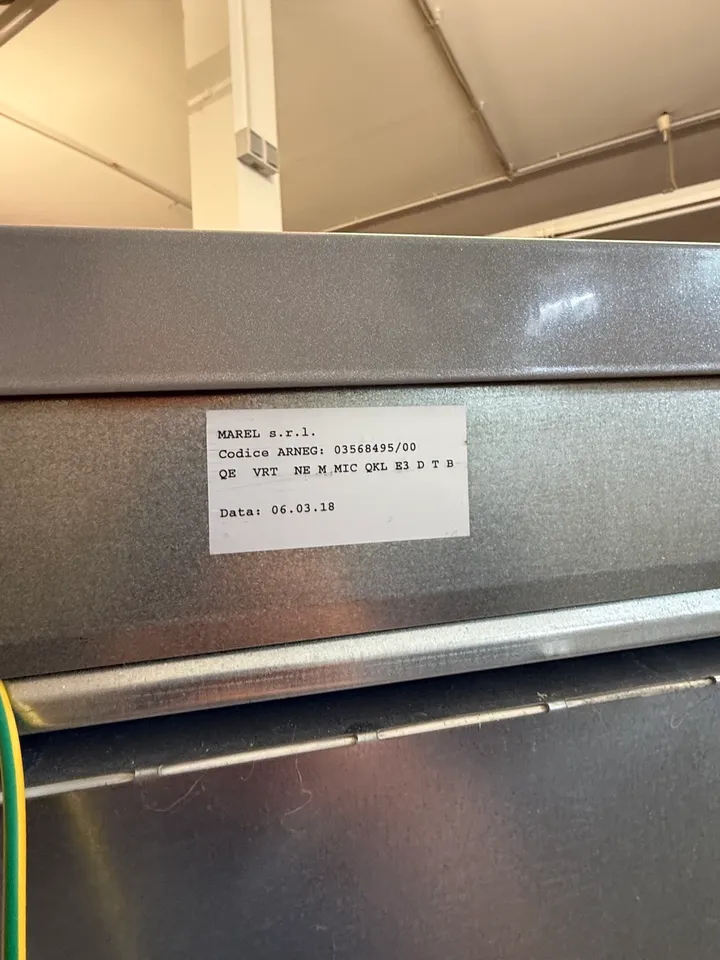 MAREL s.r.l.
Codice ARNEG: 03568495/00
QE VRT NE M MIC QKL E3 D T B
Data: 06.03.18